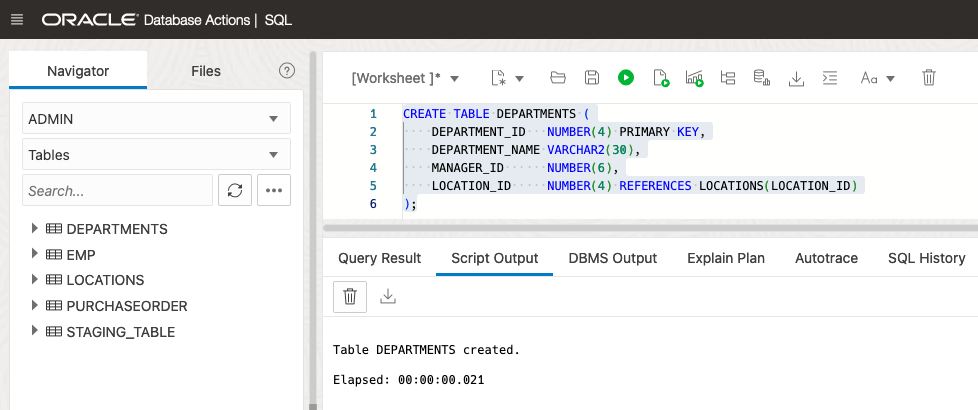 ORACLE Database Actions | SQL
Navigator
Files
ADMIN
Tables
Search...
DEPARTMENTS
EMP
LOCATIONS
PURCHASEORDER
STAGING_TABLE
[Worksheet ]*
Aa
1 CREATE TABLE DEPARTMENTS (
2 DEPARTMENT_ID NUMBER(4) PRIMARY KEY,
3 DEPARTMENT_NAME VARCHAR2(30),
4 MANAGER_ID NUMBER(6),
5 LOCATION_ID NUMBER(4) REFERENCES LOCATIONS(LOCATION_ID)
6 );
Query Result Script Output DBMS Output Explain Plan Autotrace SQL History
Table DEPARTMENTS created.
Elapsed: 00:00:00.021